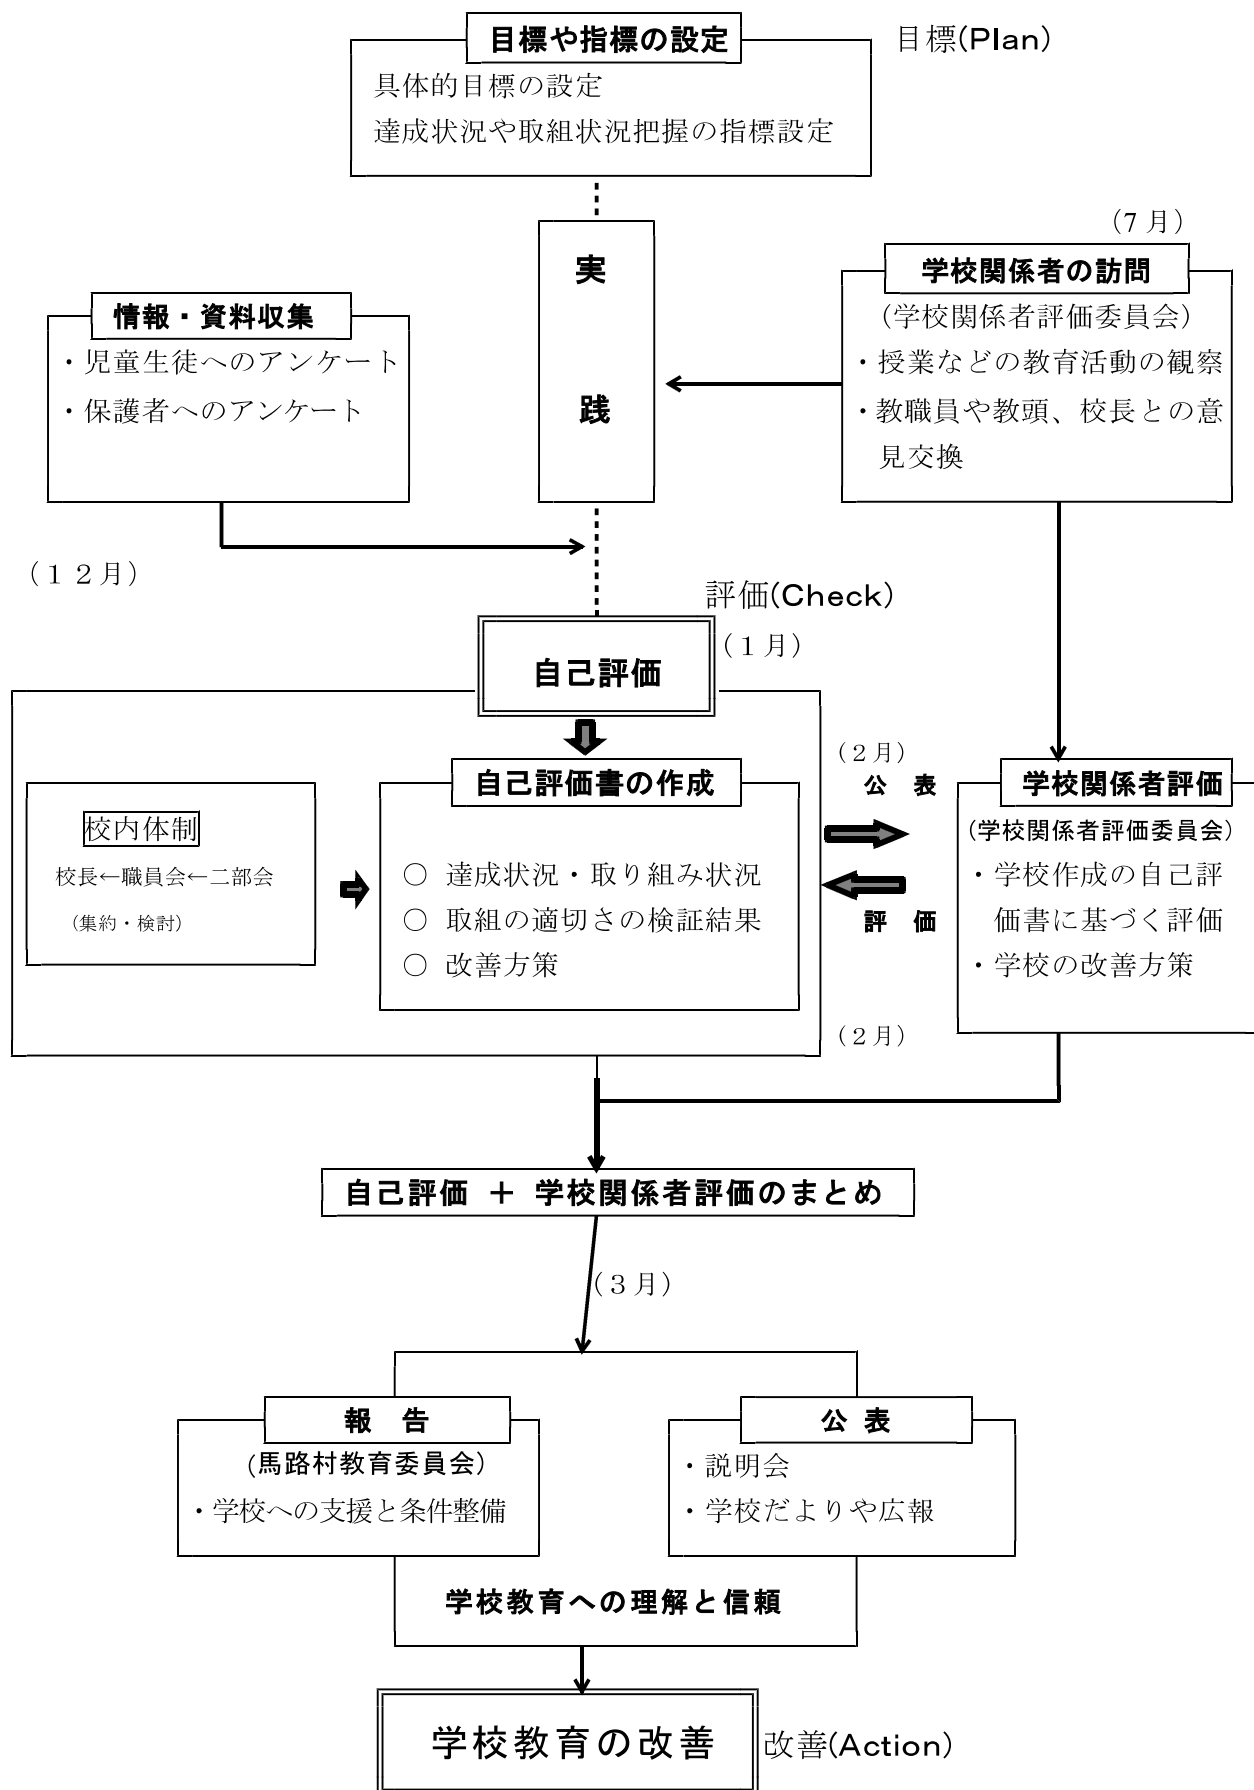 目標や指標の設定
目標(Plan)
具体的目標の設定
達成状況や取組状況把握の指標設定
実
践
(7月)
学校関係者の訪問
(学校関係者評価委員会)
・授業などの教育活動の観察
・教職員や教頭、校長との意
見交換
情報・資料収集
・児童生徒へのアンケート
・保護者へのアンケート
(12月)
評価(Check)
(1月)
自己評価
自己評価書の作成
校内体制
校長←職員会←二部会
(集約・検討)
○ 達成状況・取り組み状況
○ 取組の適切さの検証結果
○ 改善方策
(2月)
公 表
評 価
(2月)
学校関係者評価
(学校関係者評価委員会)
・学校作成の自己評
価書に基づく評価
・学校の改善方策
自己評価 + 学校関係者評価のまとめ
(3月)
報 告
(馬路村教育委員会)
・学校への支援と条件整備
公 表
・説明会
・学校だよりや広報
学校教育への理解と信頼
学校教育の改善
改善(Action)